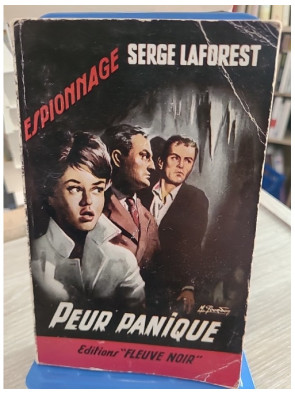 ESPIONNAGE
SERGE LAFOREST
PEUR PANIQUE
Editions "FLEUVE NOIR"